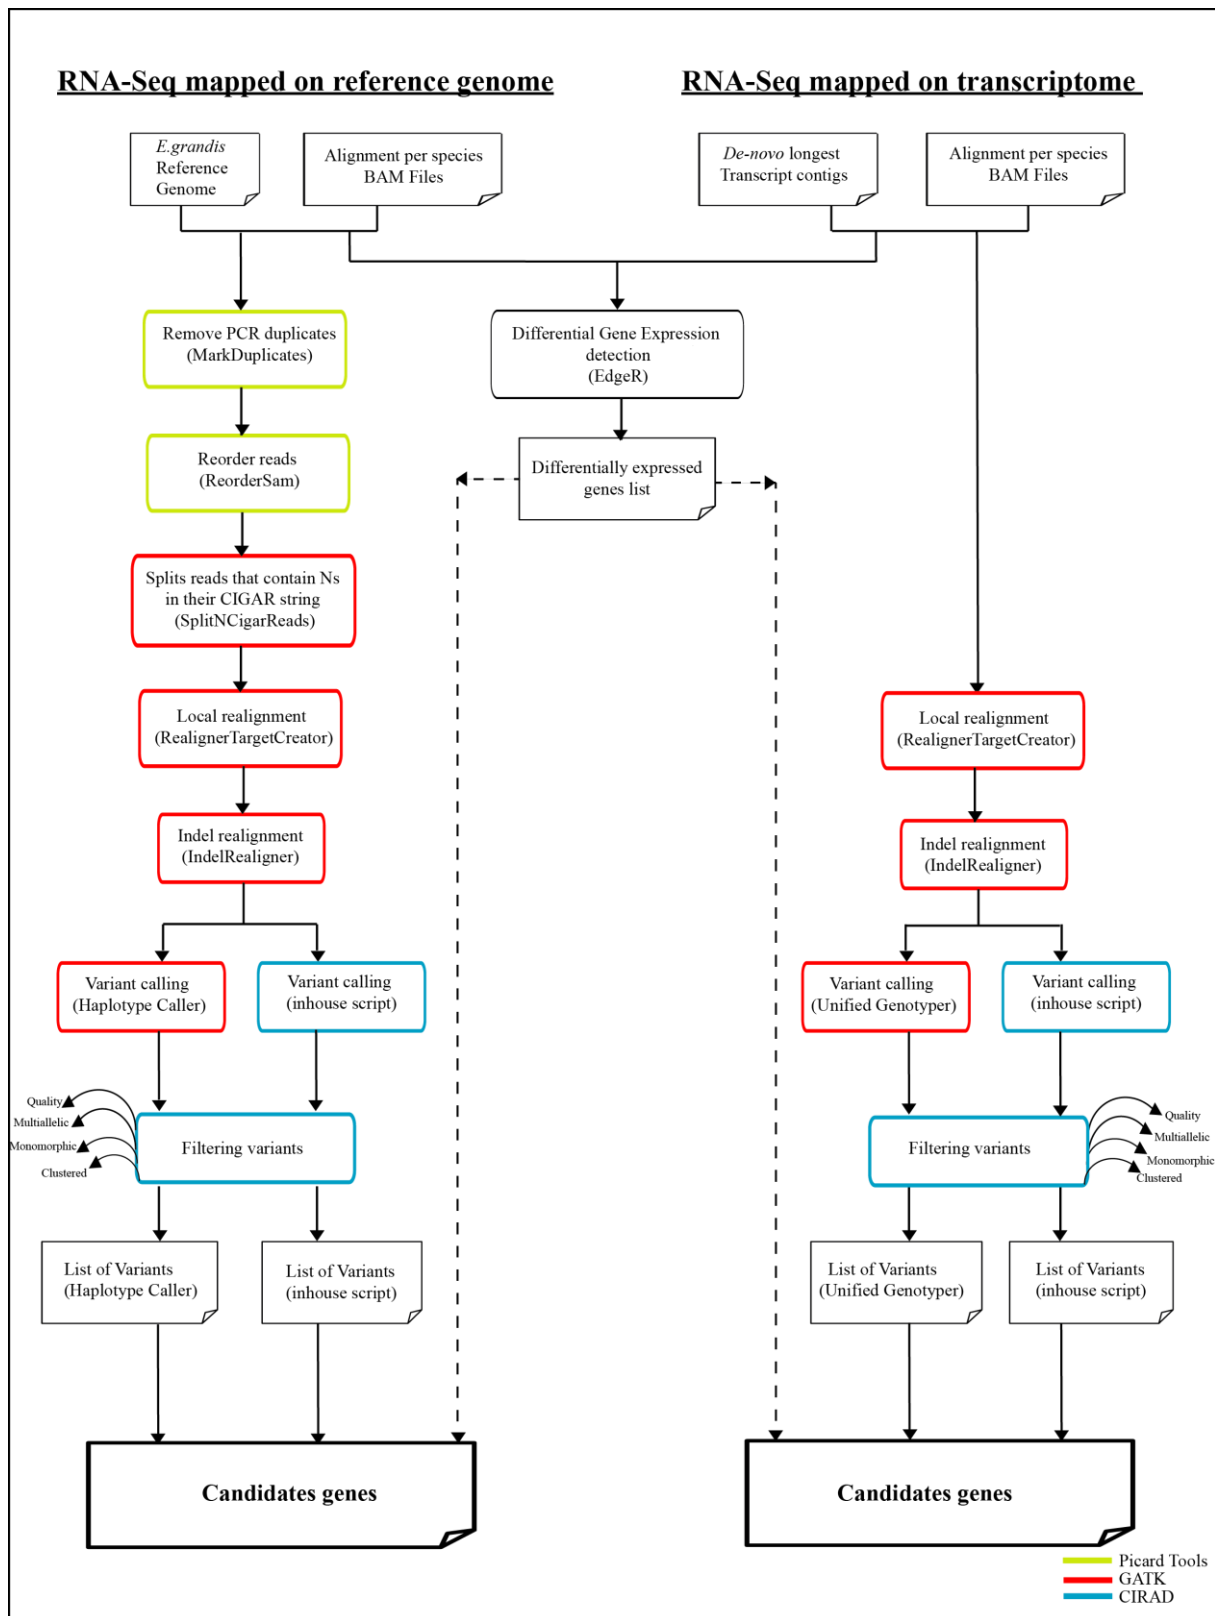 RNA-Seq mapped on reference genome
RNA-Seq mapped on transcriptome
E.grandis
Reference
Genome
Alignment per species
BAM Files
De-novo longest
Transcript contigs
Alignment per species
BAM Files
Remove PCR duplicates
(MarkDuplicates)
Differential Gene Expression
detection
(EdgeR)
Reorder reads
(ReorderSam)
Differentially expressed
genes list
Splits reads that contain Ns
in their CIGAR string
(SplitNCigarReads)
Local realignment
(RealignerTargetCreator)
Local realignment
(RealignerTargetCreator)
Indel realignment
(IndelRealigner)
Indel realignment
(IndelRealigner)
Variant calling
(Haplotype Caller)
Variant calling
(inhouse script)
Variant calling
(Unified Genotyper)
Variant calling
(inhouse script)
Quality
Multiallelic
Monomorphic
Clustered
Filtering variants
Filtering variants
Quality
Multiallelic
Monomorphic
Clustered
List of Variants
(Haplotype Caller)
List of Variants
(inhouse script)
List of Variants
(Unified Genotyper)
List of Variants
(inhouse script)
Candidates genes
Candidates genes
Picard Tools
GATK
CIRAD